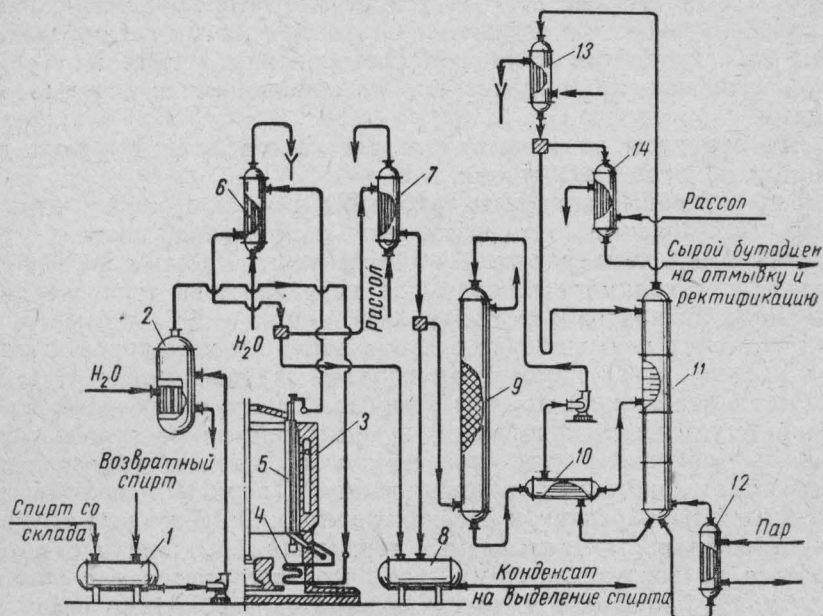 13
14
6
7
Рассол
Сырой бутадиен
на отмывку и
ректификацию
2
Рассол
H₂O
H₂O
9
11
3
Возвратный
спирт
5
10
12
Спирт со
склада
1
4
8
Пар
Конденсат
на выделение спирта